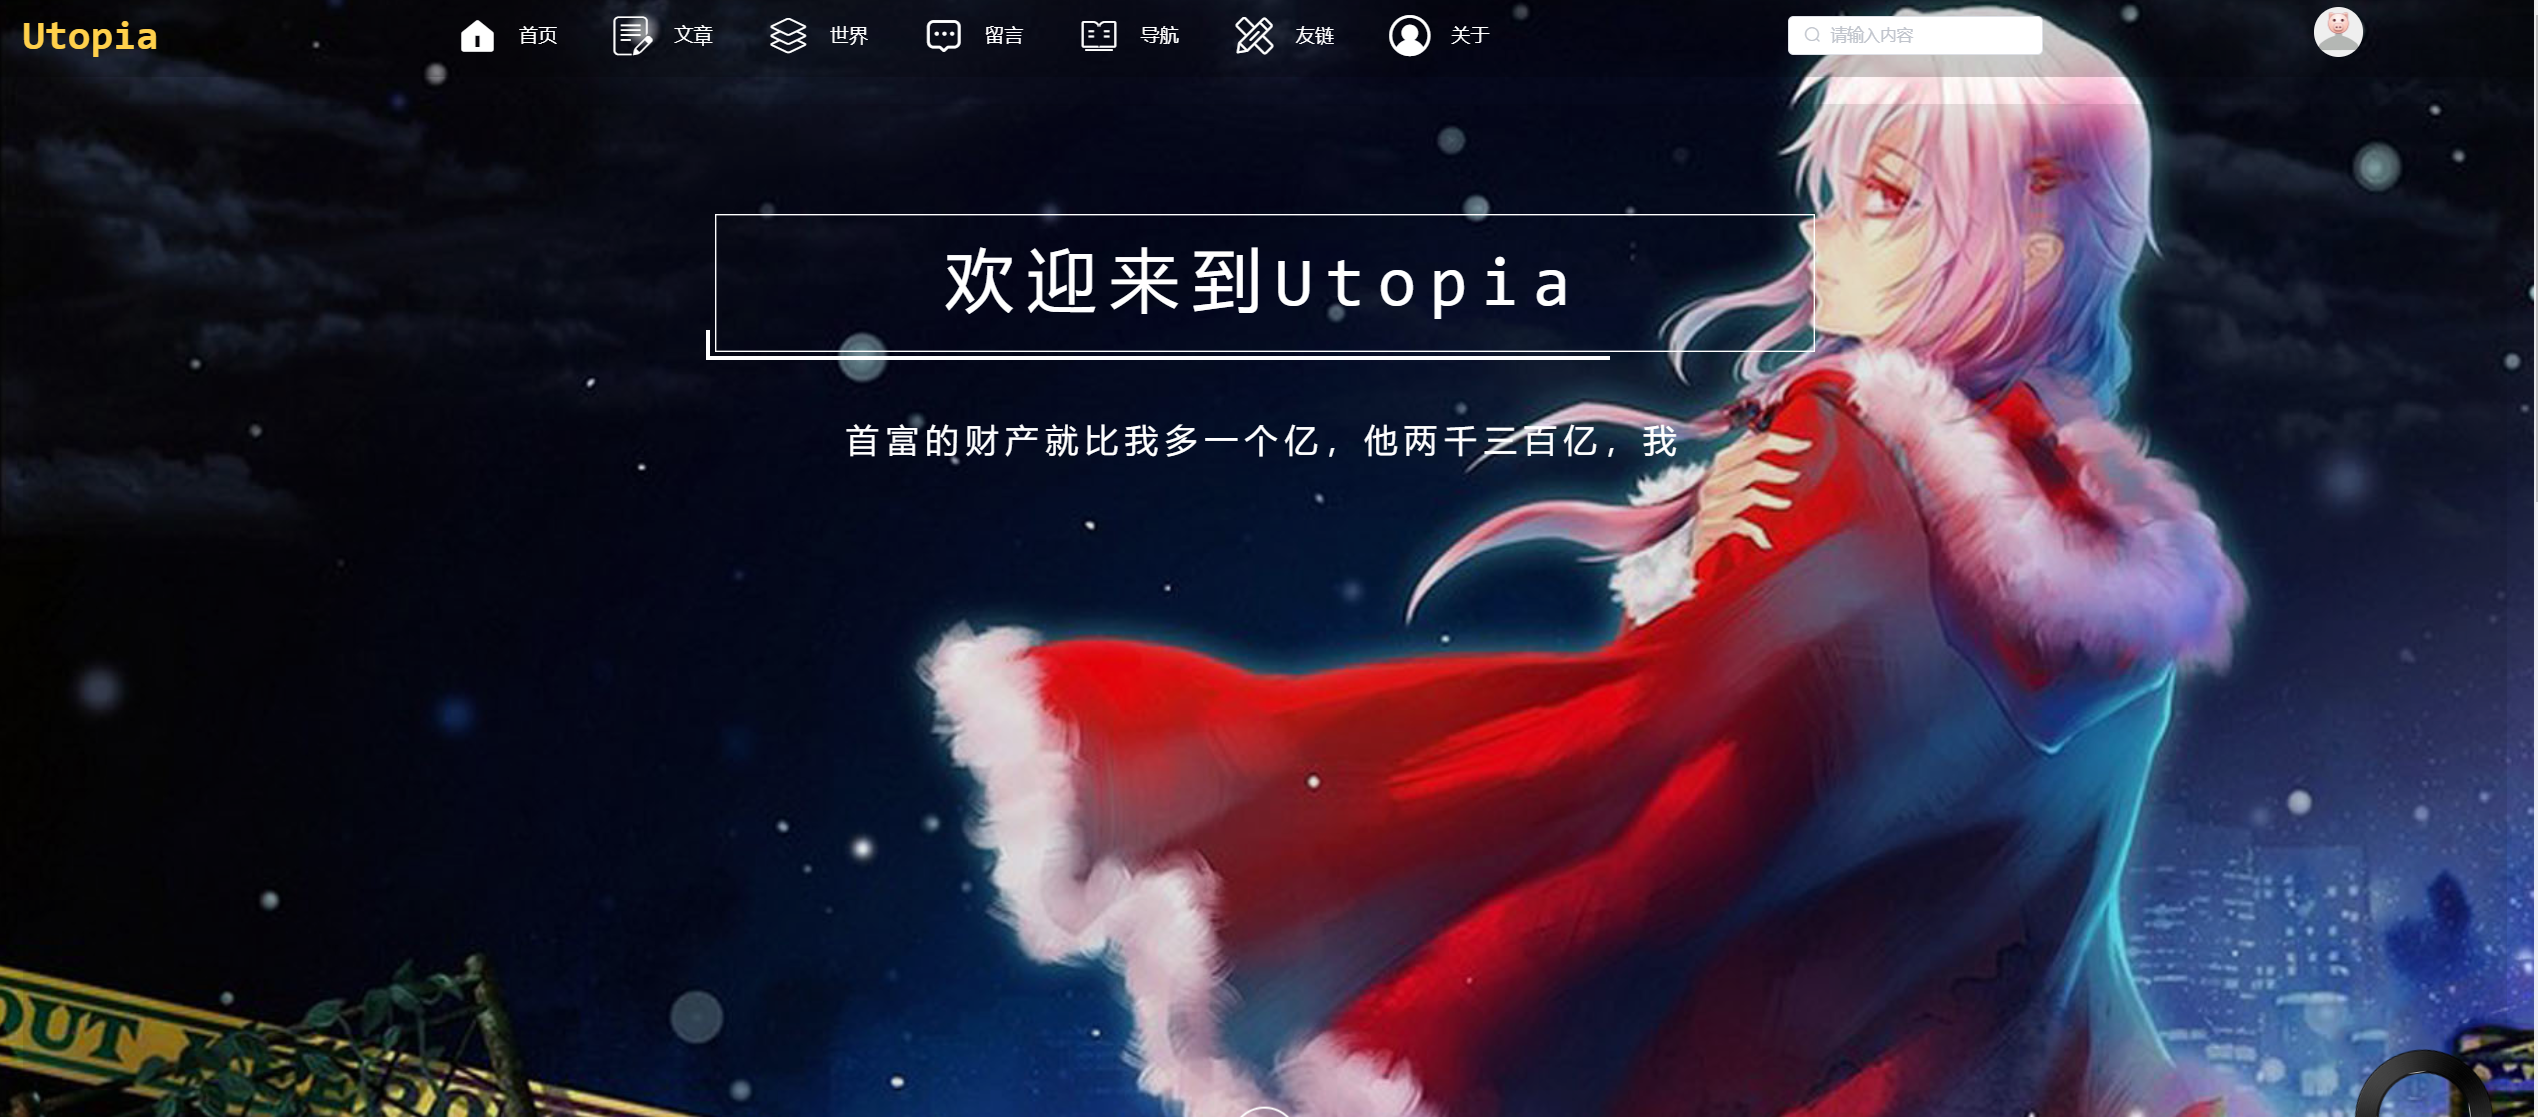 Utopia 首页 文章 世界 留言 导航 友链 关于 请输入内容
欢迎来到Utopia
首富的财产就比我多一个亿，他两千三百亿，我
OUT